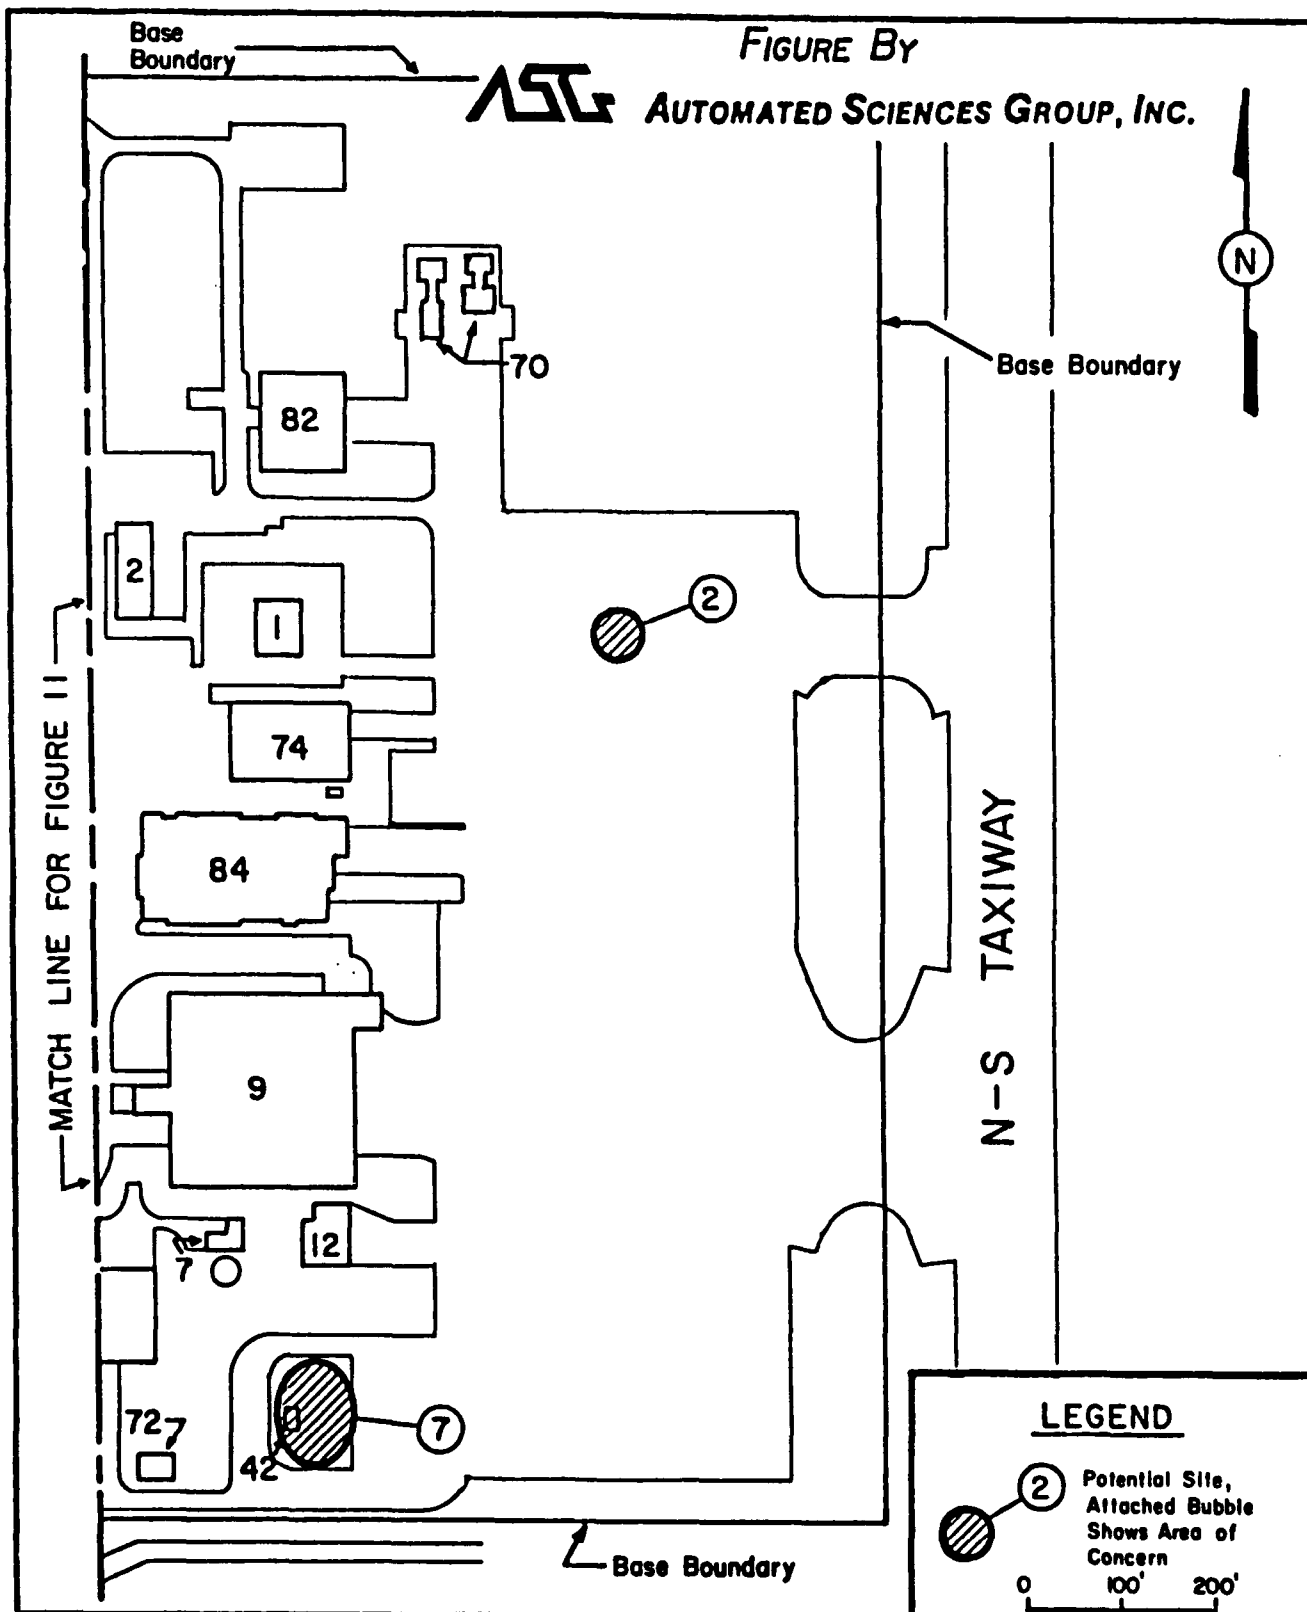 Base
Boundary
FIGURE BY
ASG
AUTOMATED SCIENCES GROUP, INC.
N
70
Base Boundary
82
2
2
1
MATCH LINE FOR FIGURE 11
74
84
N-S TAXIWAY
9
7
12
72
42
7
Base Boundary
LEGEND
2
Potential Site,
Attached Bubble
Shows Area of
Concern
0 100' 200'